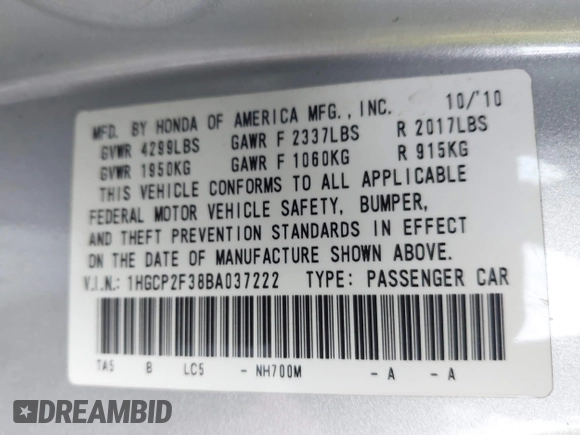 MFD. BY HONDA OF AMERICA MFG., INC. 10/'10
GVWR 4299LBS GAWR F 2337LBS R 2017LBS
GVWR 1950KG GAWR F 1060KG R 915KG
THIS VEHICLE CONFORMS TO ALL APPLICABLE
FEDERAL MOTOR VEHICLE SAFETY, BUMPER,
AND THEFT PREVENTION STANDARDS IN EFFECT
ON THE DATE OF MANUFACTURE SHOWN ABOVE.
V.I.N.: 1HGCP2F38BA037222 TYPE: PASSENGER CAR
TA5 B LC5 - NH700M - A - A
DREAMBID